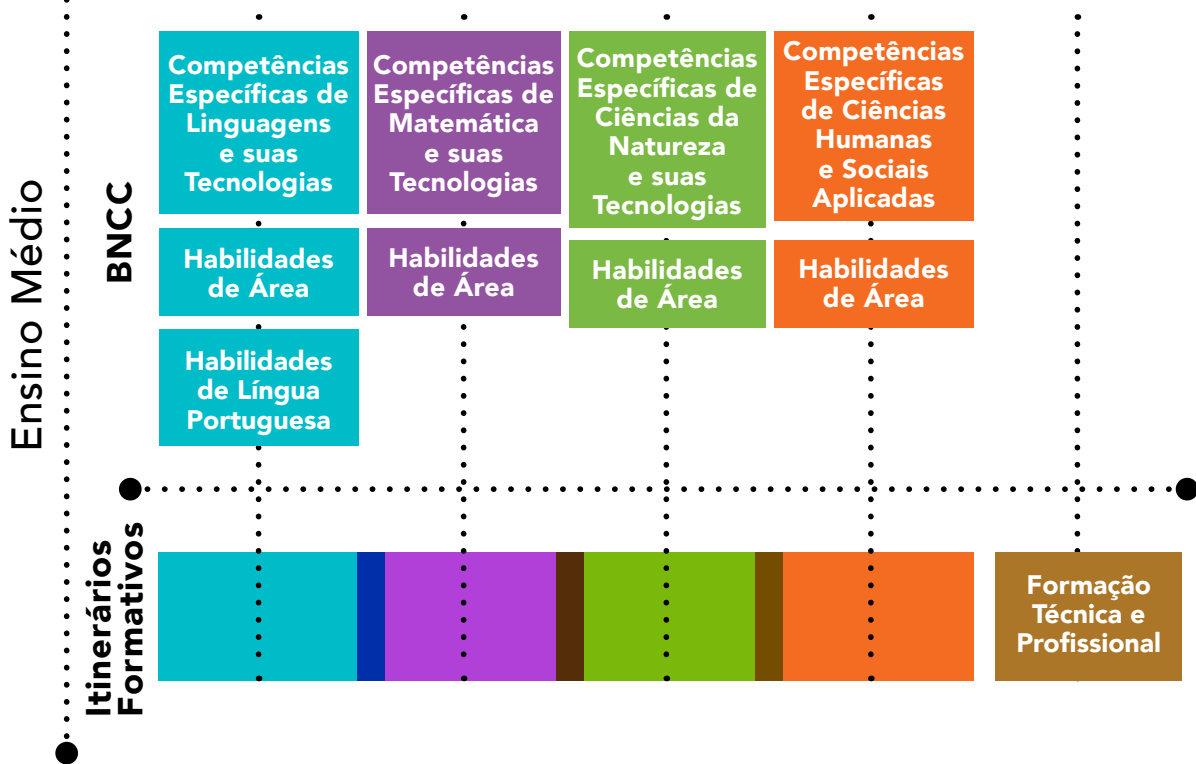 Ensino Médio
BNCC
Competências
Específicas de
Linguagens
e suas
Tecnologias
Habilidades
de Área
Habilidades
de Língua
Portuguesa
Competências
Específicas de
Matemática
e suas
Tecnologias
Habilidades
de Área
Competências
Específicas de
Ciências da
Natureza
e suas
Tecnologias
Habilidades
de Área
Competências
Específicas
de Ciências
Humanas
e Sociais
Aplicadas
Habilidades
de Área
Itinerários
Formativos
Formação
Técnica e
Profissional